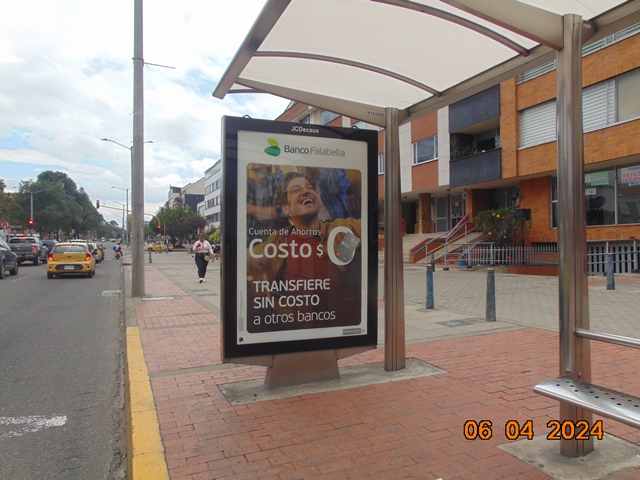 JCDecaux
Banco Falabella
Cuenta de Ahorros
Costo $0
TRANSFIERE
SIN COSTO
a otros bancos
06 04 2024